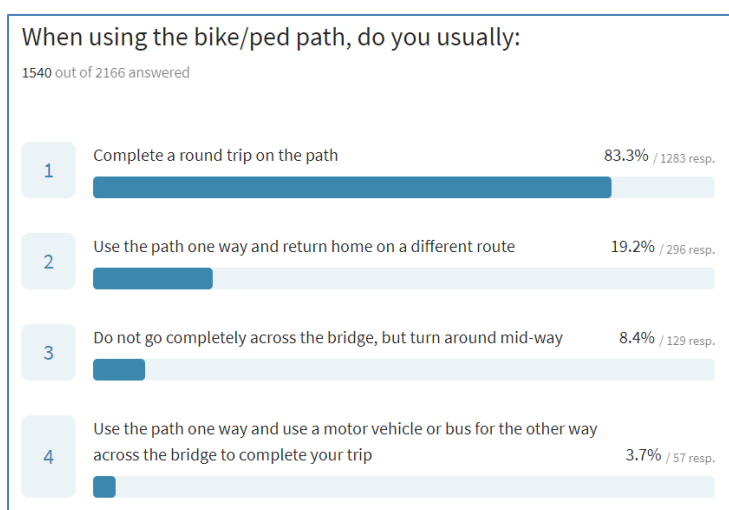 When using the bike/ped path, do you usually:
1540 out of 2166 answered
1
Complete a round trip on the path
83.3% / 1283 resp.
2
Use the path one way and return home on a different route
19.2% / 296 resp.
3
Do not go completely across the bridge, but turn around mid-way
8.4% / 129 resp.
4
Use the path one way and use a motor vehicle or bus for the other way
across the bridge to complete your trip
3.7% / 57 resp.